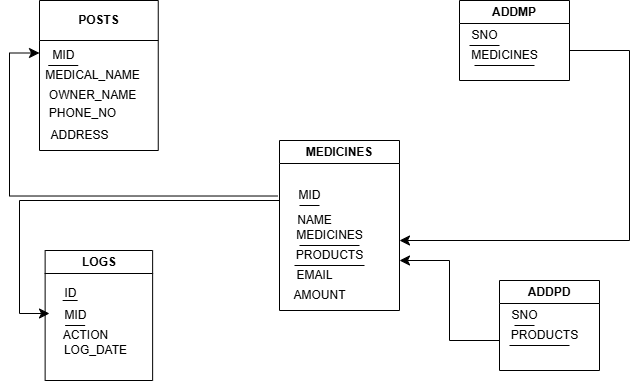 POSTS
MID
MEDICAL_NAME
OWNER_NAME
PHONE_NO
ADDRESS
ADDMP
SNO
MEDICINES
MEDICINES
MID
NAME
MEDICINES
PRODUCTS
EMAIL
AMOUNT
LOGS
ID
MID
ACTION
LOG_DATE
ADDPD
SNO
PRODUCTS